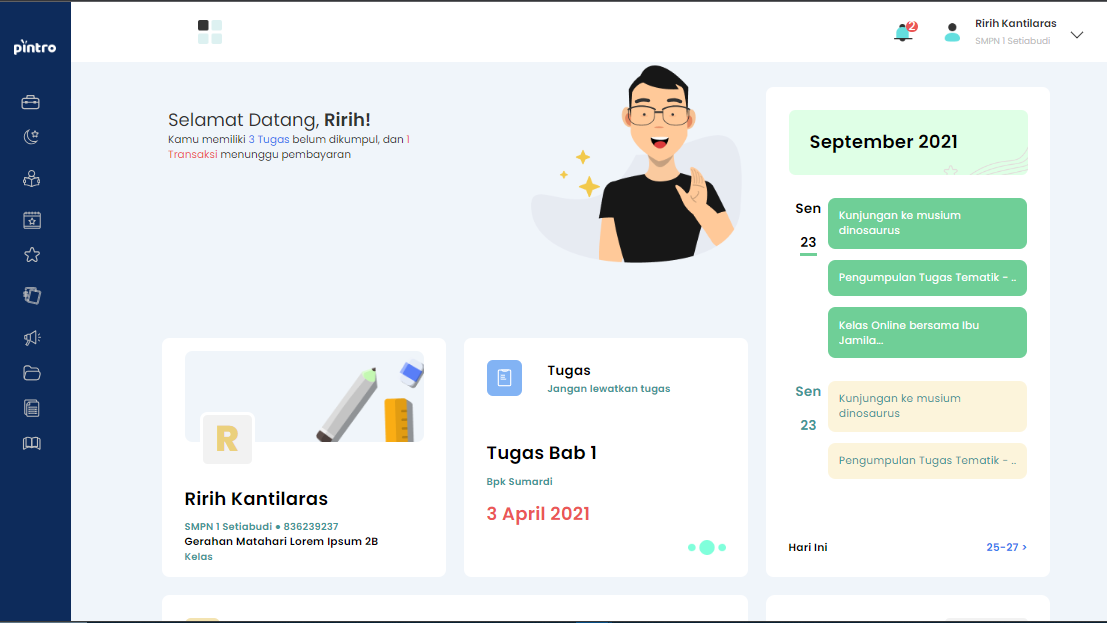 pintro
2
Ririh Kantilaras
SMPN 1 Setiabudi
Selamat Datang, Ririh!
Kamu memiliki 3 Tugas belum dikumpul, dan 1
Transaksi menunggu pembayaran
September 2021
Sen
23
Kunjungan ke musium
dinosaurus
Pengumpulan Tugas Tematik - ..
Kelas Online bersama Ibu
Jamila...
Sen
23
Kunjungan ke musium
dinosaurus
Pengumpulan Tugas Tematik - ..
Hari Ini
25-27 >
R
Ririh Kantilaras
SMPN 1 Setiabudi ● 836239237
Gerahan Matahari Lorem Ipsum 2B
Kelas
Tugas
Jangan lewatkan tugas
Tugas Bab 1
Bpk Sumardi
3 April 2021